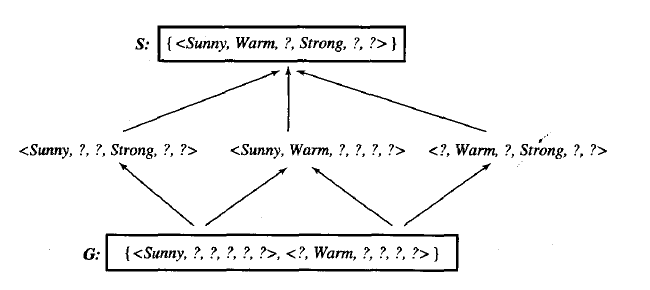 S: { <Sunny, Warm, ?, Strong, ?, ?> }
<Sunny, ?, ?, Strong, ?, ?> <Sunny, Warm, ?, ?, ?, ?> <?, Warm, ?, Strong, ?, ?>
G: { <Sunny, ?, ?, ?, ?, ?>, <?, Warm, ?, ?, ?, ?> }